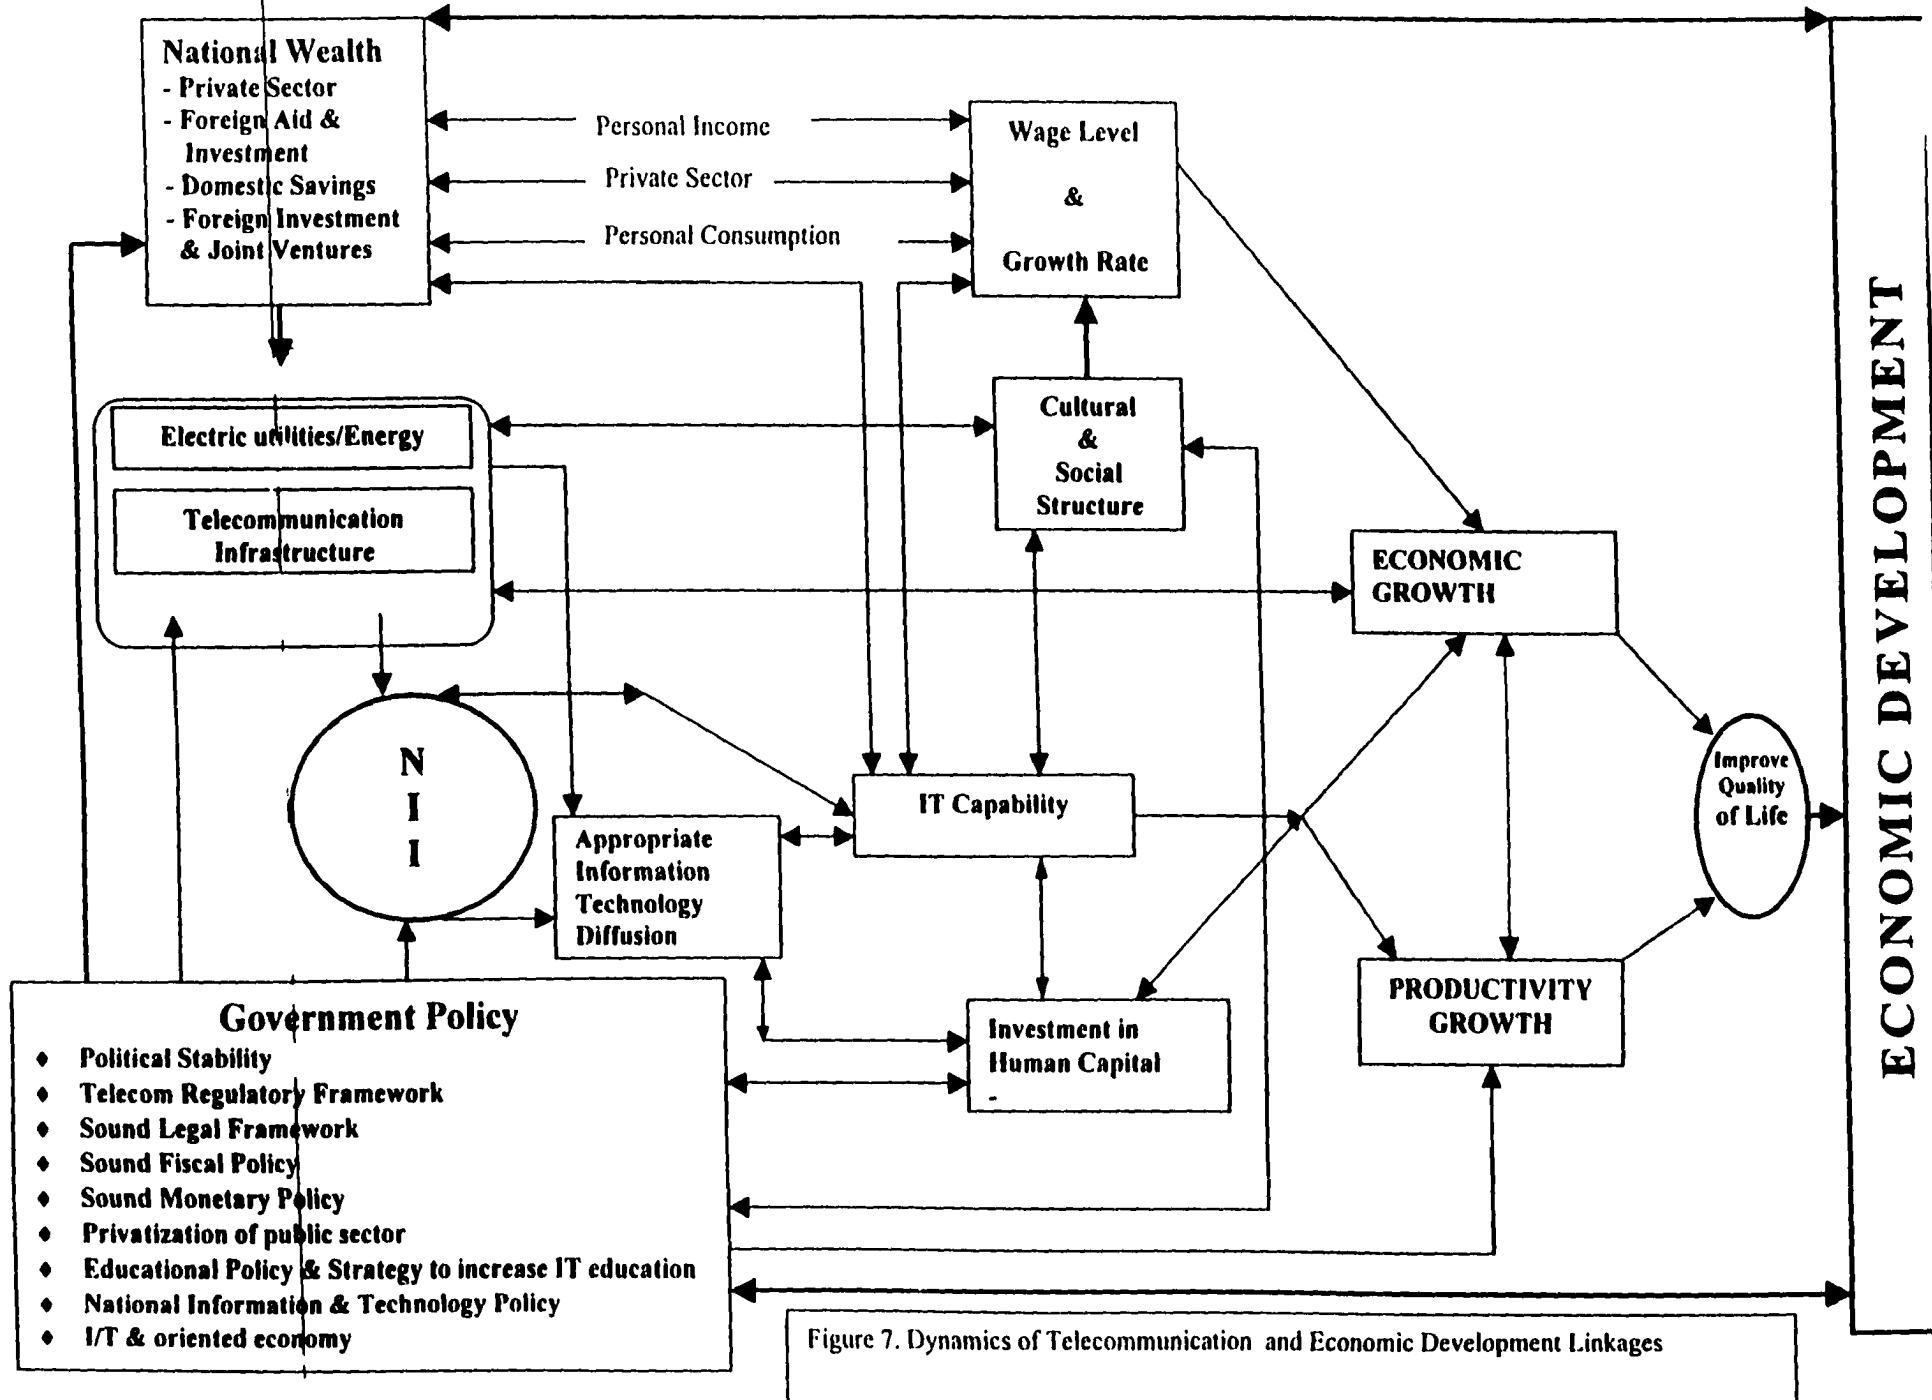 National Wealth
- Private Sector
- Foreign Aid &
Investment
- Domestic Savings
- Foreign Investment
& Joint Ventures
Personal Income
Private Sector
Personal Consumption
Wage Level
&
Growth Rate
Electric utilities/Energy
Telecommunication
Infrastructure
Cultural
&
Social
Structure
ECONOMIC
GROWTH
N
I
I
Appropriate
Information
Technology
Diffusion
IT Capability
Improve
Quality
of Life
ECONOMIC DEVELOPMENT
Investment in
Human Capital
-
PRODUCTIVITY
GROWTH
Government Policy
♦ Political Stability
♦ Telecom Regulatory Framework
♦ Sound Legal Framework
♦ Sound Fiscal Policy
♦ Sound Monetary Policy
♦ Privatization of public sector
♦ Educational Policy & Strategy to increase IT education
♦ National Information & Technology Policy
♦ I/T & oriented economy
Figure 7. Dynamics of Telecommunication and Economic Development Linkages